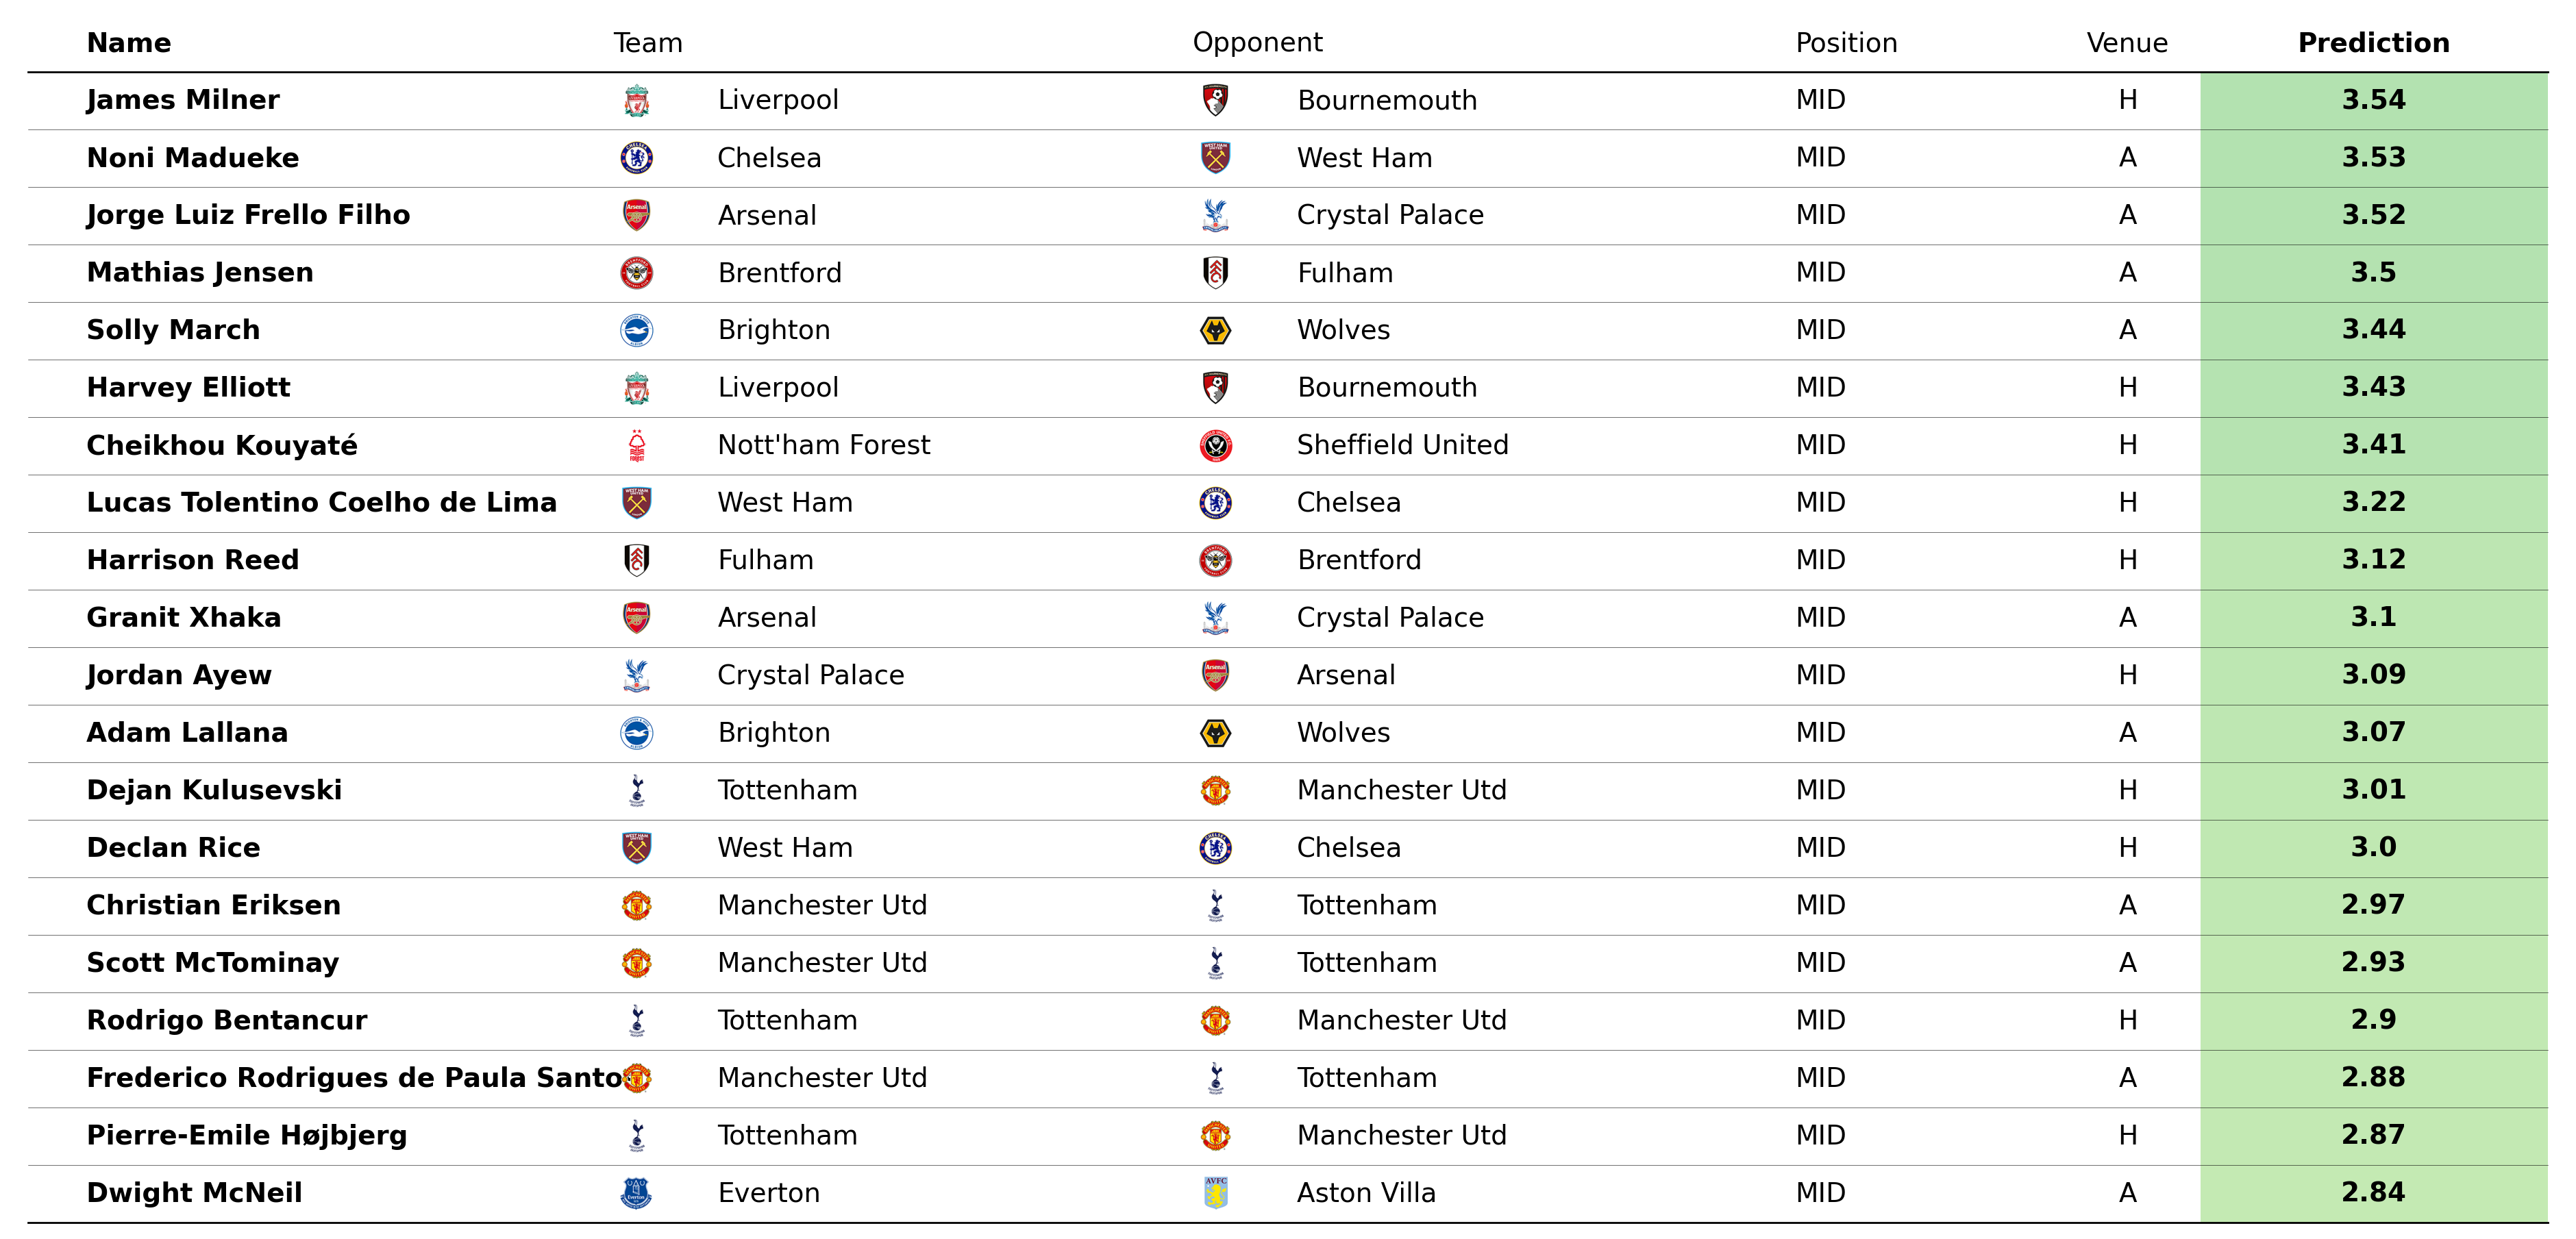 Name Team Opponent Position Venue Prediction
James Milner Liverpool Bournemouth MID H 3.54
Noni Madueke Chelsea West Ham MID A 3.53
Jorge Luiz Frello Filho Arsenal Crystal Palace MID A 3.52
Mathias Jensen Brentford Fulham MID A 3.5
Solly March Brighton Wolves MID A 3.44
Harvey Elliott Liverpool Bournemouth MID H 3.43
Cheikhou Kouyaté Nott'ham Forest Sheffield United MID H 3.41
Lucas Tolentino Coelho de Lima West Ham Chelsea MID H 3.22
Harrison Reed Fulham Brentford MID H 3.12
Granit Xhaka Arsenal Crystal Palace MID A 3.1
Jordan Ayew Crystal Palace Arsenal MID H 3.09
Adam Lallana Brighton Wolves MID A 3.07
Dejan Kulusevski Tottenham Manchester Utd MID H 3.01
Declan Rice West Ham Chelsea MID H 3.0
Christian Eriksen Manchester Utd Tottenham MID A 2.97
Scott McTominay Manchester Utd Tottenham MID A 2.93
Rodrigo Bentancur Tottenham Manchester Utd MID H 2.9
Frederico Rodrigues de Paula Santo Manchester Utd Tottenham MID A 2.88
Pierre-Emile Højbjerg Tottenham Manchester Utd MID H 2.87
Dwight McNeil Everton Aston Villa MID A 2.84